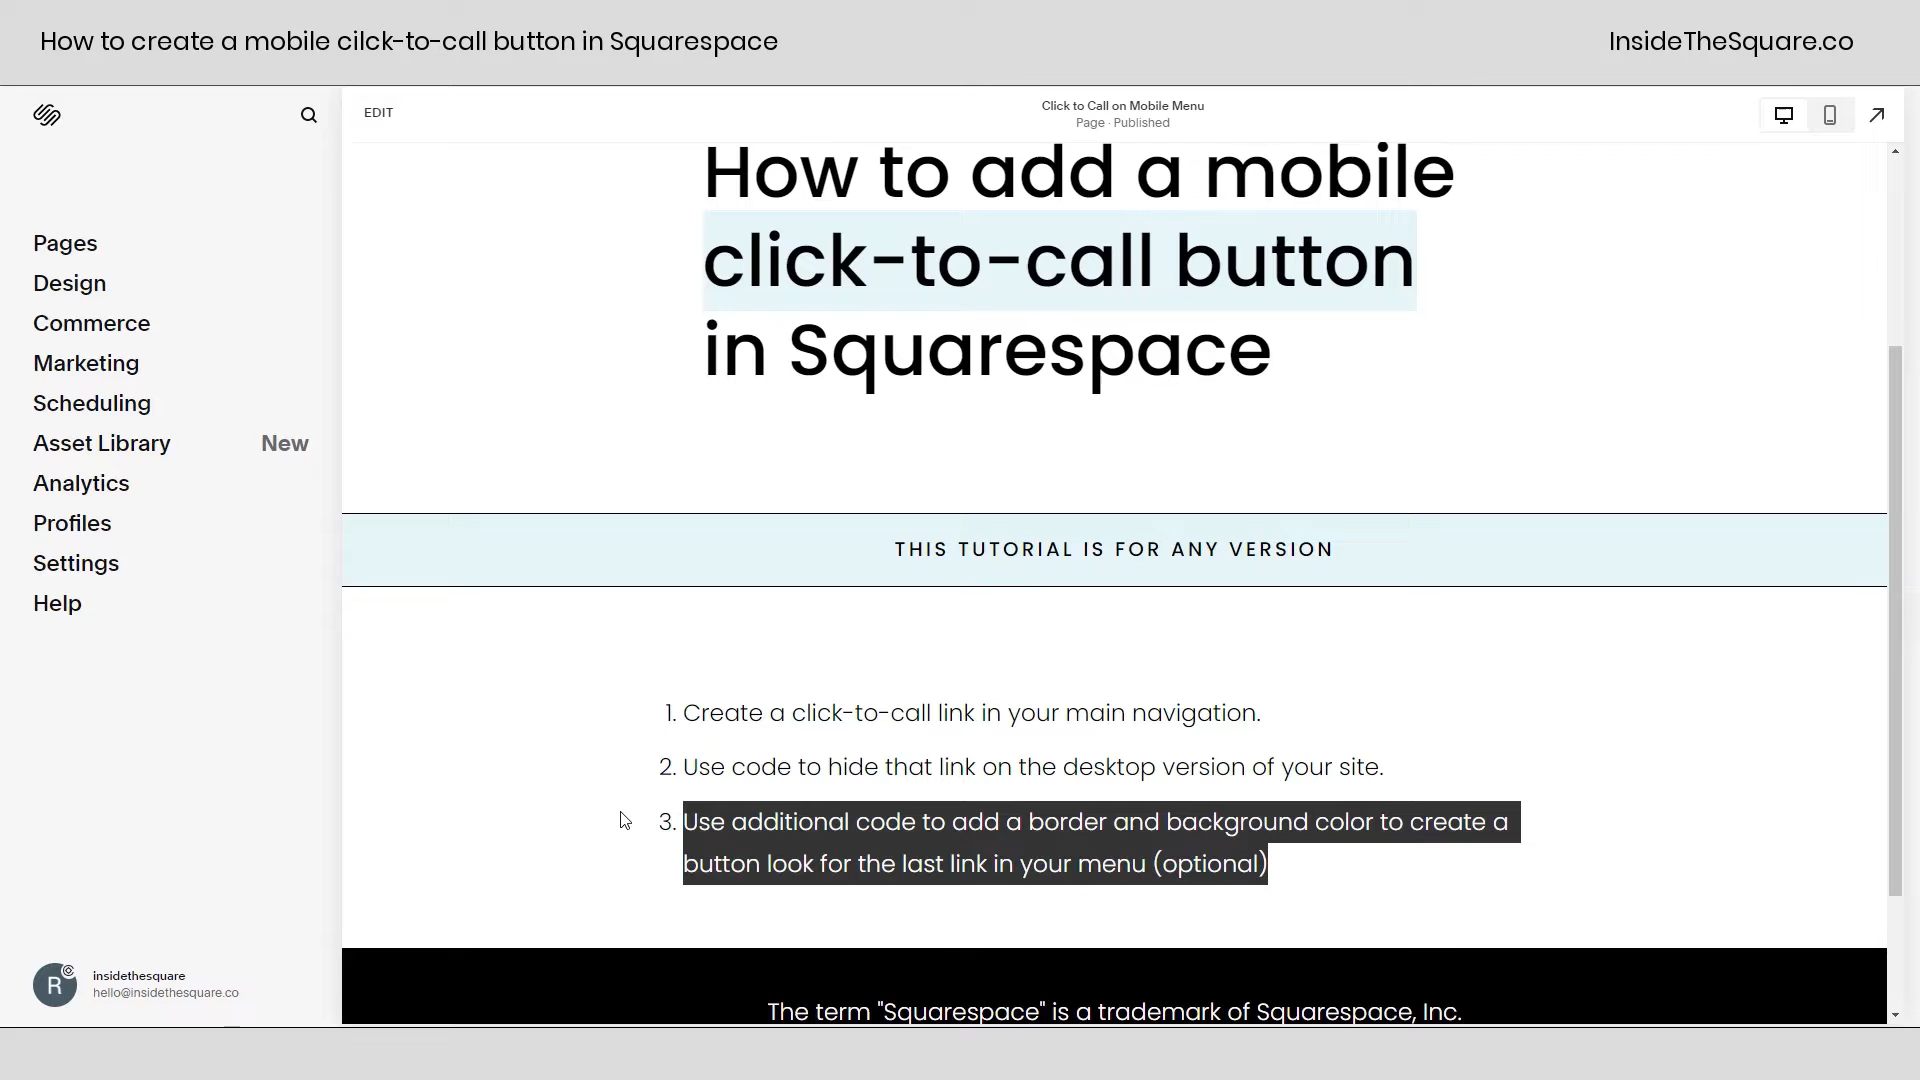 How to create a mobile cilck-to-call button in Squarespace
InsideTheSquare.co
EDIT
Click to Call on Mobile Menu
Page · Published
Pages
Design
Commerce
Marketing
Scheduling
Asset Library New
Analytics
Profiles
Settings
Help
R
insidethesquare
hello@insidethesquare.co
How to add a mobile
click-to-call button
in Squarespace
THIS TUTORIAL IS FOR ANY VERSION
1. Create a click-to-call link in your main navigation.
2. Use code to hide that link on the desktop version of your site.
3. Use additional code to add a border and background color to create a
button look for the last link in your menu (optional)
The term "Squarespace" is a trademark of Squarespace, Inc.